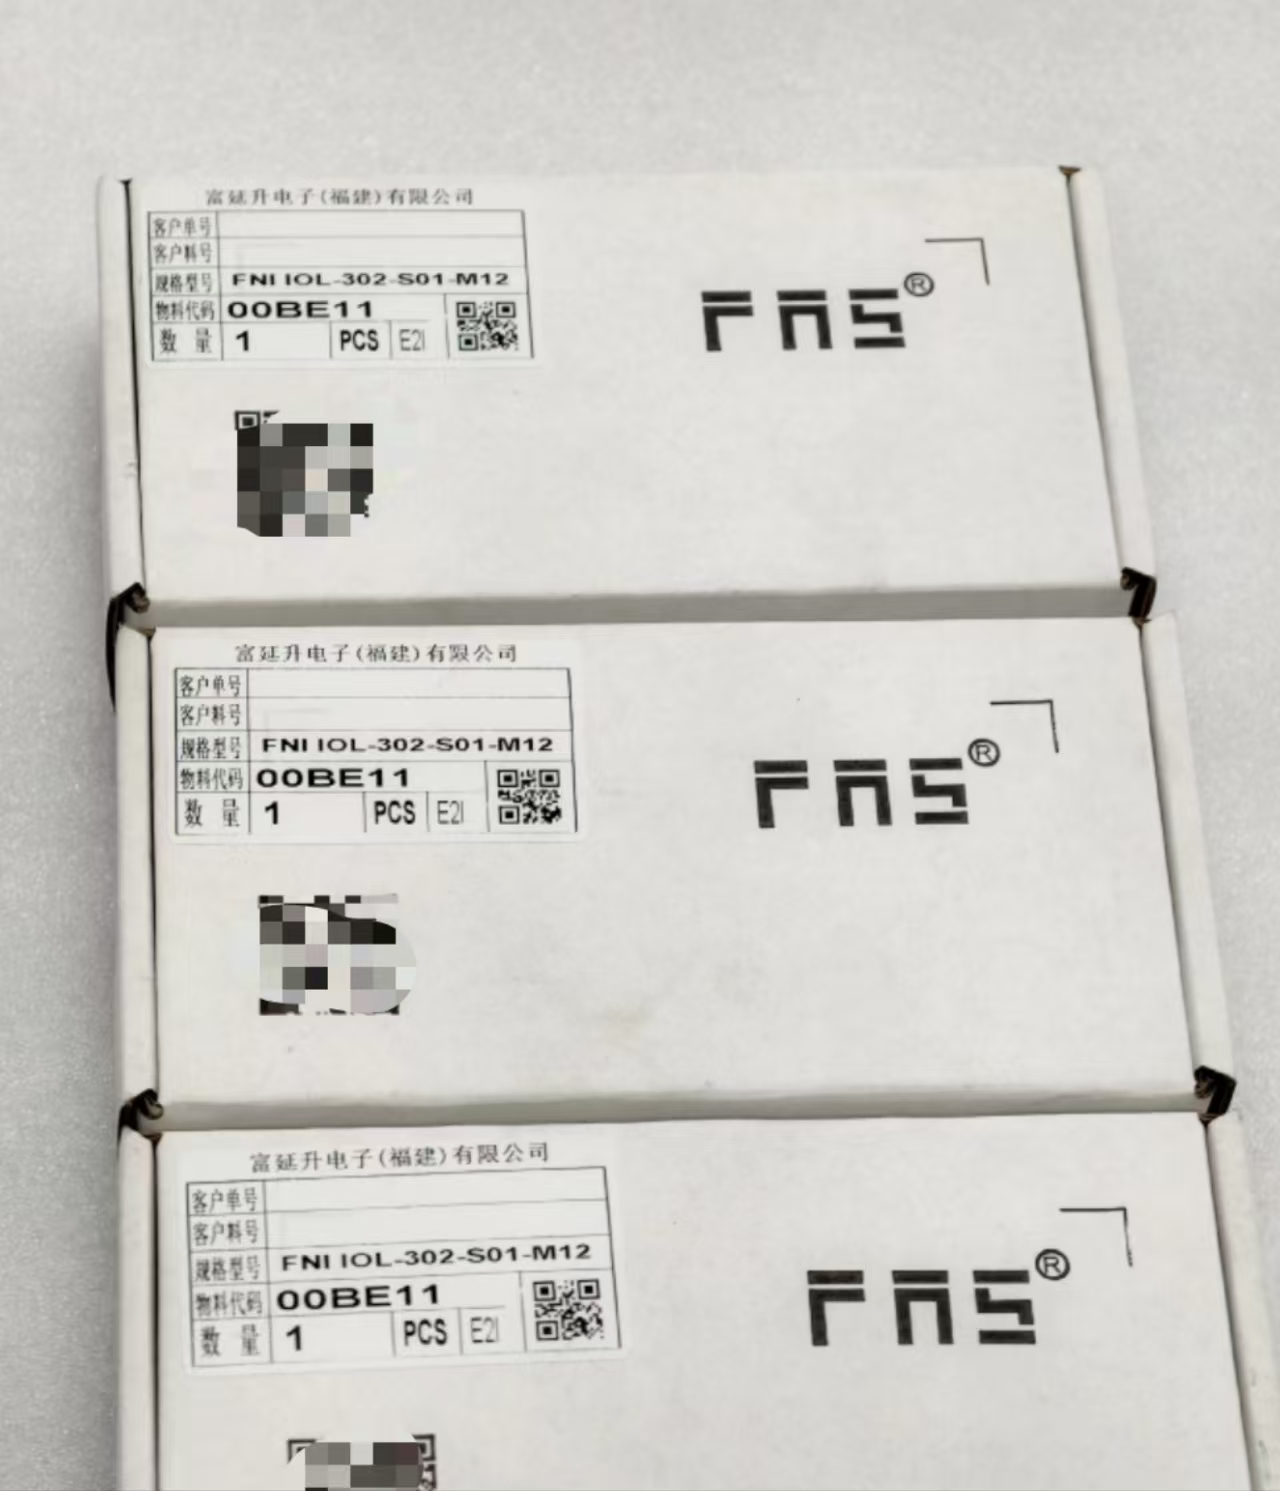 富延升电子(福建)有限公司
客户单号
客户料号
规格型号 FNI IOL-302-S01-M12
物料代码 00BE11
数 量 1 PCS E2I
FNS®
富延升电子(福建)有限公司
客户单号
客户料号
规格型号 FNI IOL-302-S01-M12
物料代码 00BE11
数 量 1 PCS E2I
FNS®
富延升电子(福建)有限公司
客户单号
客户料号
规格型号 FNI IOL-302-S01-M12
物料代码 00BE11
数 量 1 PCS E2I
FNS®